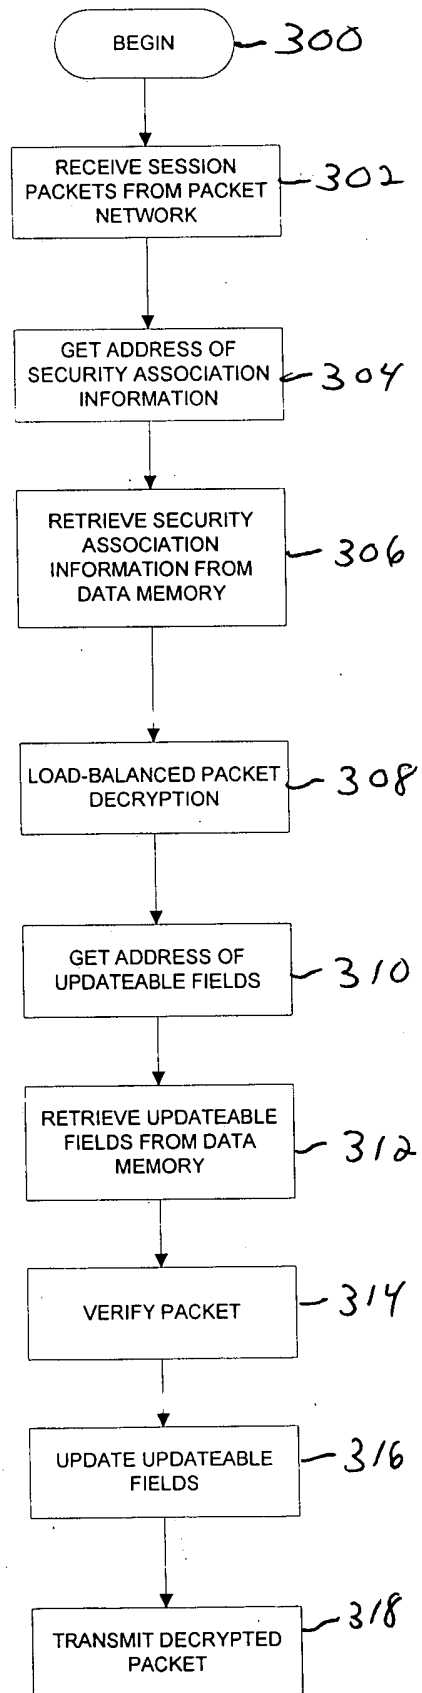 BEGIN 300
RECEIVE SESSION
PACKETS FROM PACKET 302
NETWORK
GET ADDRESS OF
SECURITY ASSOCIATION 304
INFORMATION
RETRIEVE SECURITY
ASSOCIATION 306
INFORMATION FROM
DATA MEMORY
LOAD-BALANCED PACKET 308
DECRYPTION
GET ADDRESS OF 310
UPDATEABLE FIELDS
RETRIEVE UPDATEABLE
FIELDS FROM DATA 312
MEMORY
VERIFY PACKET 314
UPDATE UPDATEABLE 316
FIELDS
318
TRANSMIT DECRYPTED
PACKET